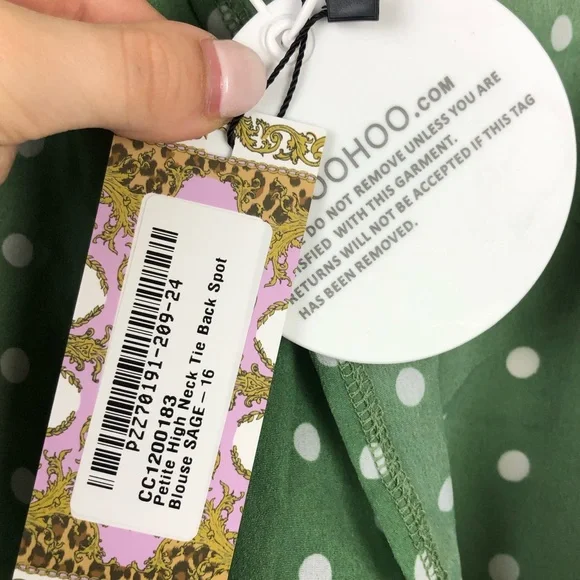 OOHOO.COM
DO NOT REMOVE UNLESS YOU ARE
WITH THIS GARMENT.
RETURNS WILL NOT BE ACCEPTED IF THIS TAG
HAS BEEN REMOVED.
PZZ70191-209-24
CC1200183
Petite High Neck Tie Back Spot
Blouse SAGE - 16